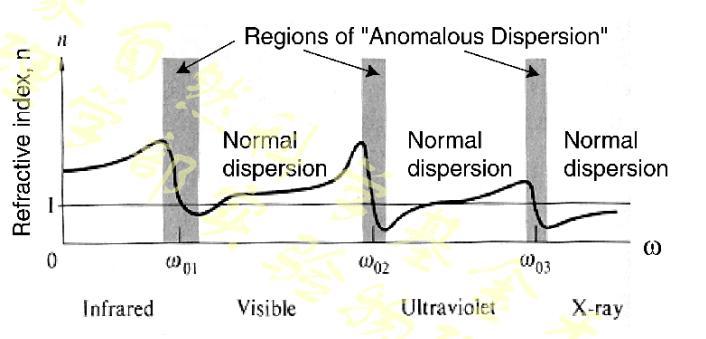 Regions of "Anomalous Dispersion"
n
Refractive index, n
Normal
dispersion
Normal
dispersion
Normal
dispersion
1
0
ω01
ω02
ω03
ω
Infrared
Visible
Ultraviolet
X-ray